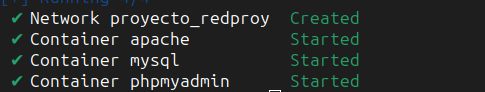 ✔ Network proyecto_redproy Created
✔ Container apache Started
✔ Container mysql Started
✔ Container phpmyadmin Started